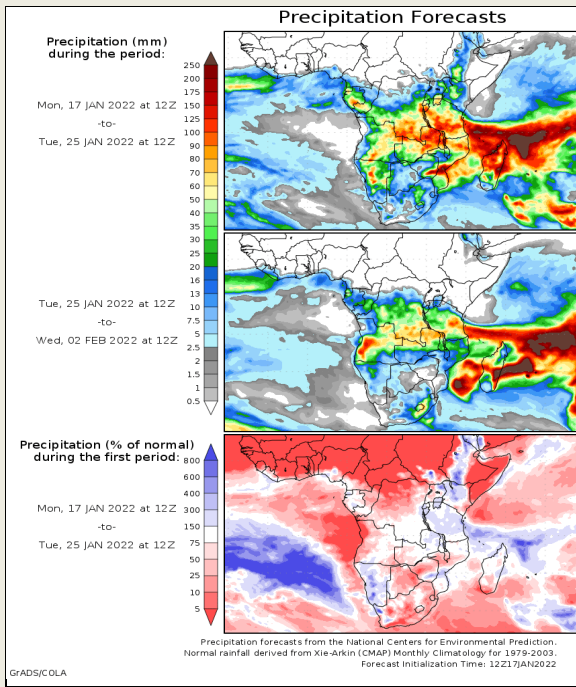 Precipitation Forecasts
Precipitation (mm)
during the period:
Mon, 17 JAN 2022 at 12Z
-to-
Tue, 25 JAN 2022 at 12Z
250
200
175
150
125
100
90
80
70
60
50
40
35
30
25
20
16
13
10
7.5
5
2.5
2
1.5
1
0.5
Tue, 25 JAN 2022 at 12Z
-to-
Wed, 02 FEB 2022 at 12Z
Precipitation (% of normal)
during the first period:
Mon, 17 JAN 2022 at 12Z
-to-
Tue, 25 JAN 2022 at 12Z
800
600
400
300
150
75
50
25
10
5
Precipitation forecasts from the National Centers for Environmental Prediction.
Normal rainfall derived from Xie-Arkin (CMAP) Monthly Climatology for 1979-2003.
Forecast Initialization Time: 12Z17JAN2022
GrADS/COLA